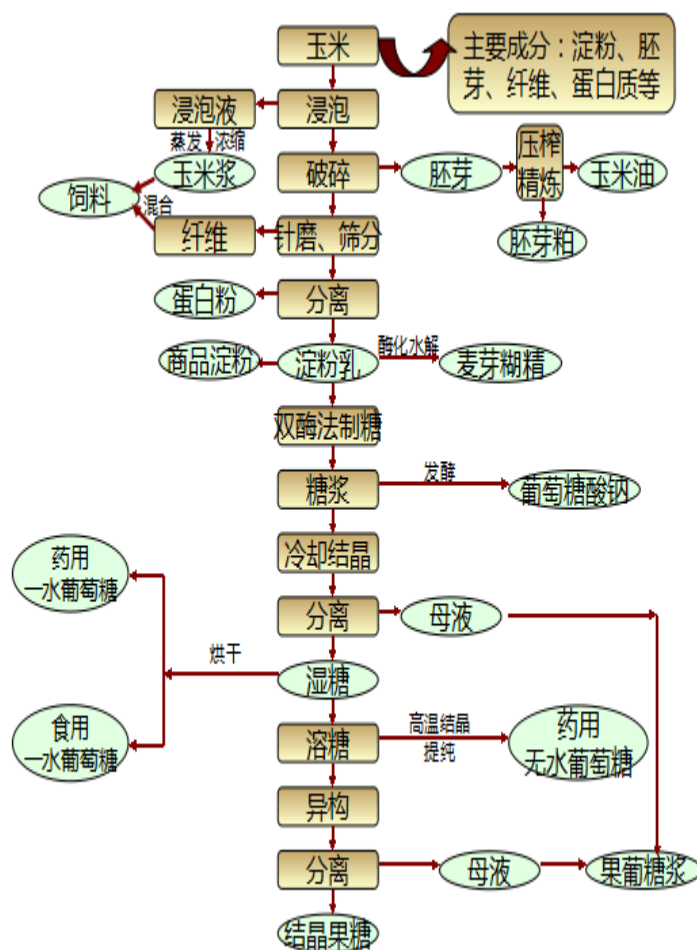 玉米
主要成分：淀粉、胚
芽、纤维、蛋白质等
浸泡液
浸泡
蒸发
浓缩
玉米浆
破碎
胚芽
压榨
精炼
玉米油
饲料
混合
纤维
针磨、筛分
胚芽粕
蛋白粉
分离
商品淀粉
淀粉乳
酶化水解
麦芽糊精
双酶法制糖
糖浆
发酵
葡萄糖酸钠
冷却结晶
药用
一水葡萄糖
分离
母液
烘干
湿糖
食用
一水葡萄糖
溶糖
高温结晶
提纯
药用
无水葡萄糖
异构
分离
母液
果葡糖浆
结晶果糖